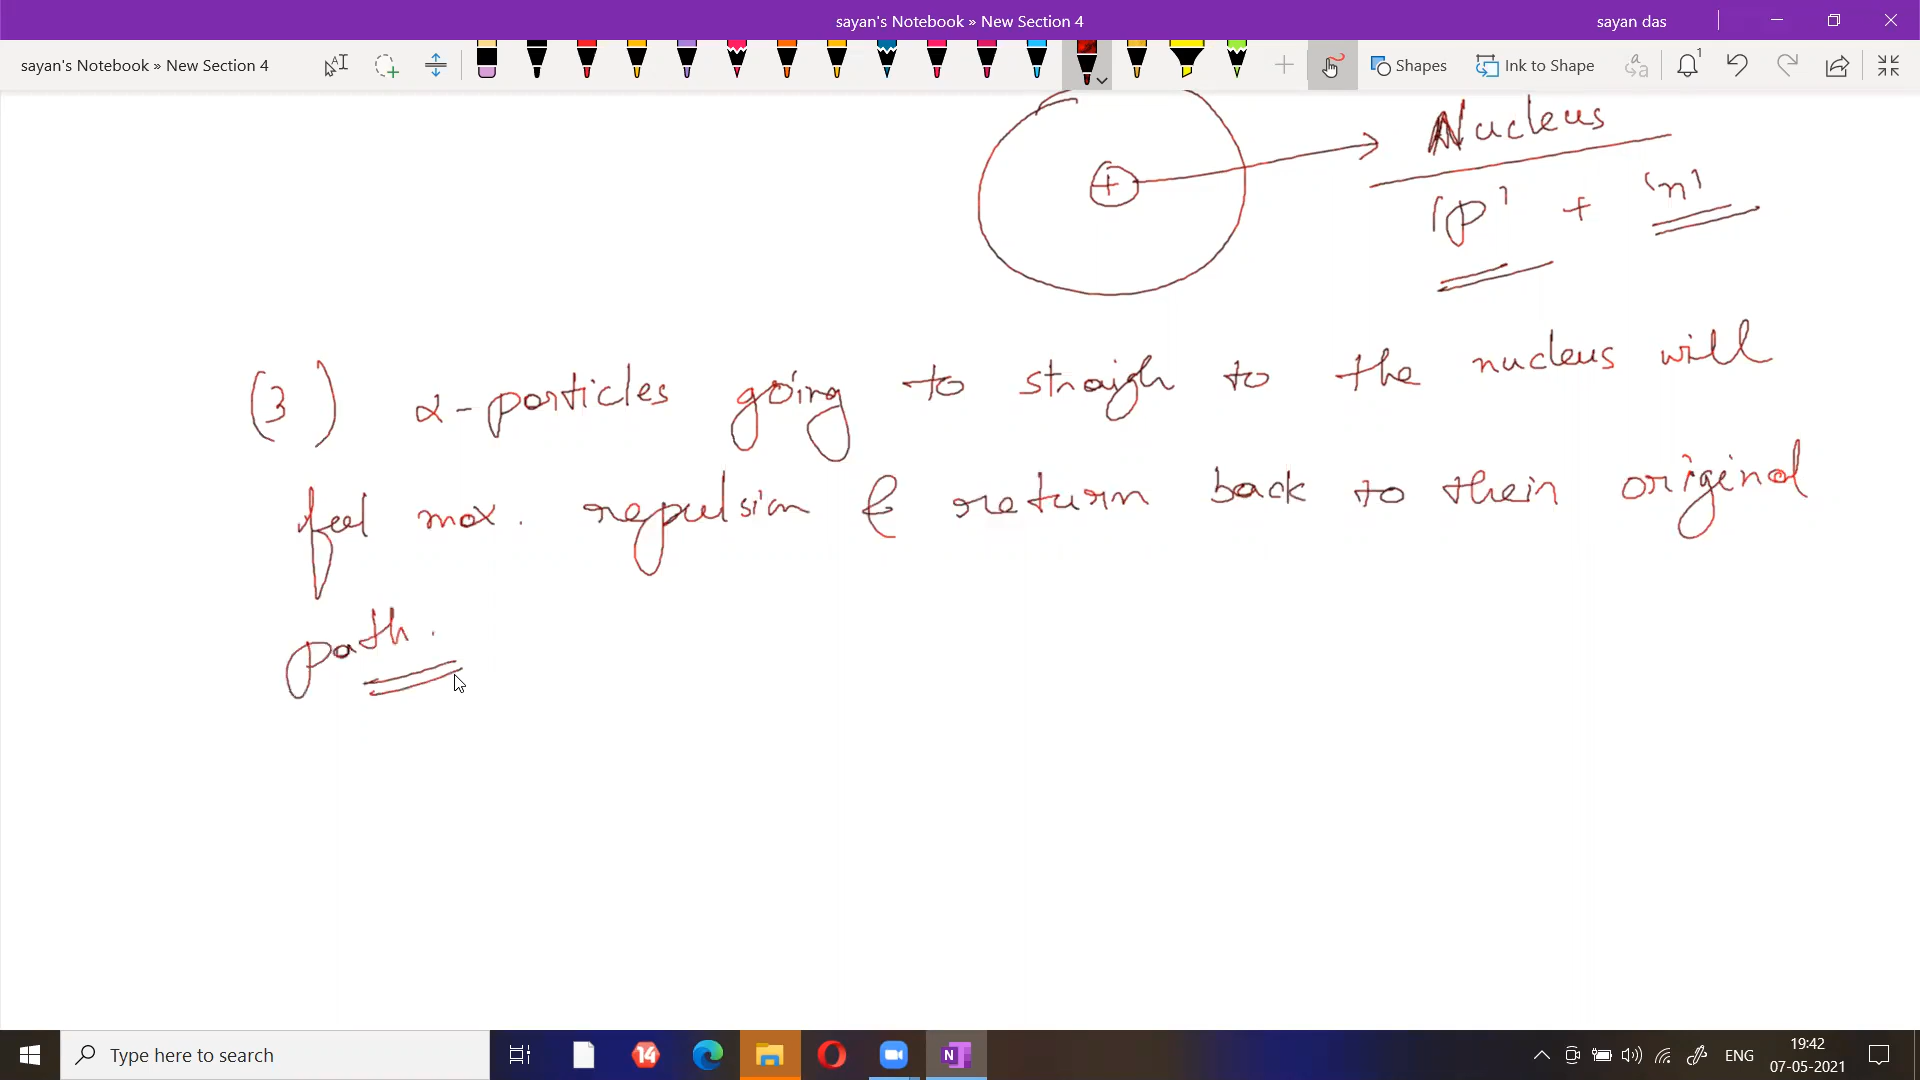 sayan's Notebook » New Section 4
sayan das
sayan's Notebook » New Section 4
Shapes
Ink to Shape
Nucleus
'p' + 'n'
(3) α-particles going to straigh to the nucleus will
feel max. repulsion & return back to their original
path.
Type here to search
14
N
ENG
19:42
07-05-2021